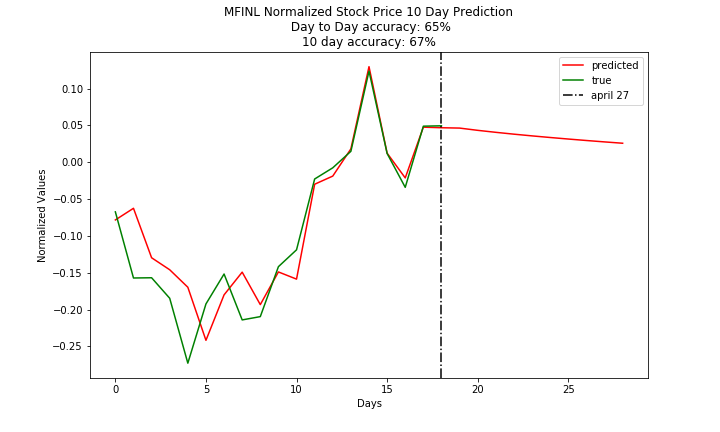 MFINL Normalized Stock Price 10 Day Prediction
Day to Day accuracy: 65%
10 day accuracy: 67%
predicted
true
april 27
0.10
0.05
0.00
−0.05
−0.10
−0.15
−0.20
−0.25
Normalized Values
0 5 10 15 20 25
Days